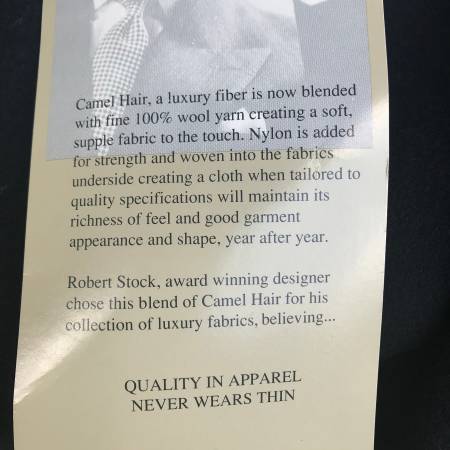 Camel Hair, a luxury fiber is now blended
with fine 100% wool yarn creating a soft,
supple fabric to the touch. Nylon is added
for strength and woven into the fabrics
underside creating a cloth when tailored to
quality specifications will maintain its
richness of feel and good garment
appearance and shape, year after year.
Robert Stock, award winning designer
chose this blend of Camel Hair for his
collection of luxury fabrics, believing...
QUALITY IN APPAREL
NEVER WEARS THIN